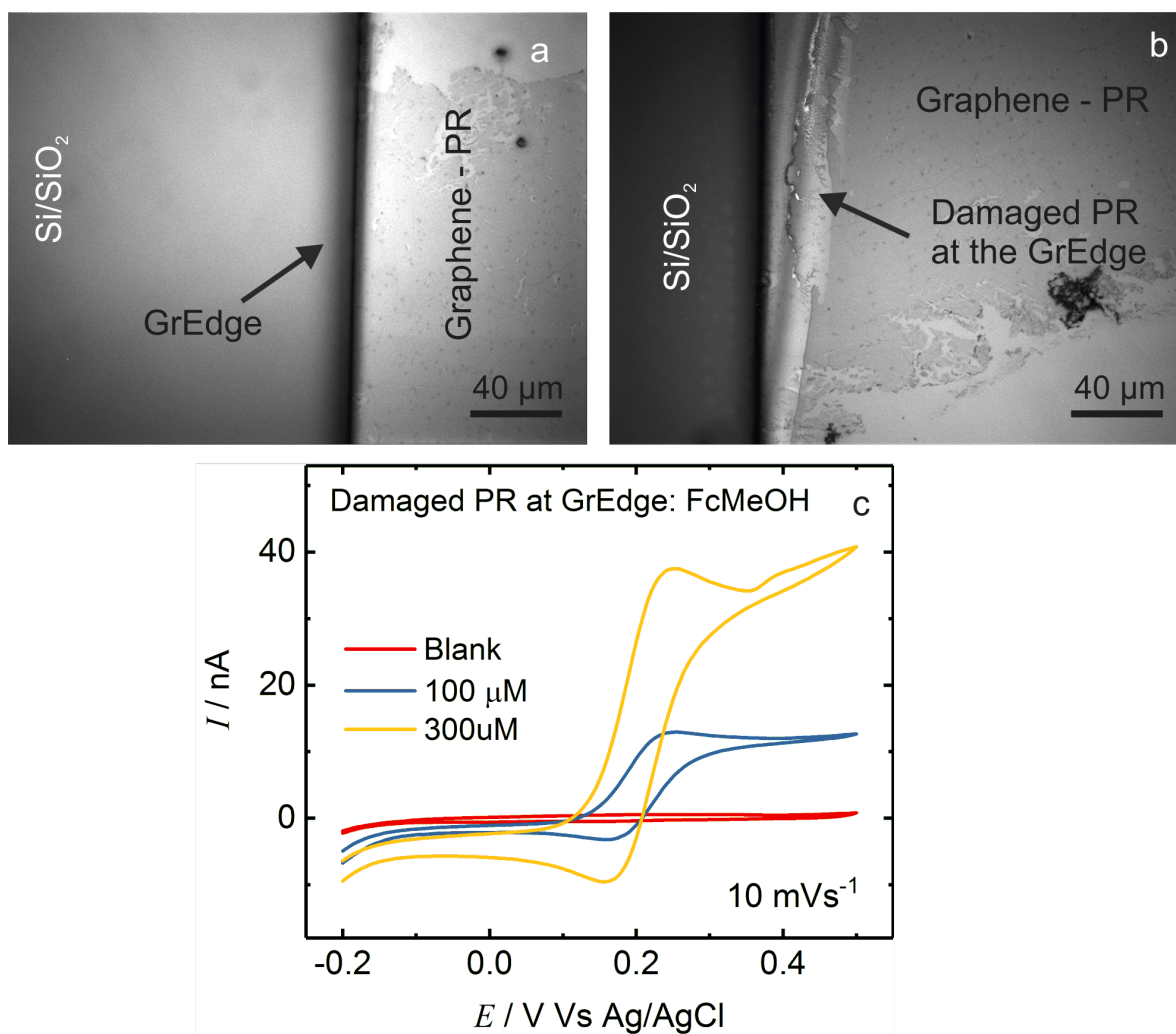 a
Si/SiO₂
GrEdge
Graphene - PR
40 µm
b
Graphene - PR
Si/SiO₂
Damaged PR
at the GrEdge
40 µm
Damaged PR at GrEdge: FcMeOH
c
40
20
0
I / nA
Blank
100 µM
300uM
10 mVs⁻¹
-0.2
0.0
0.2
0.4
E / V Vs Ag/AgCl